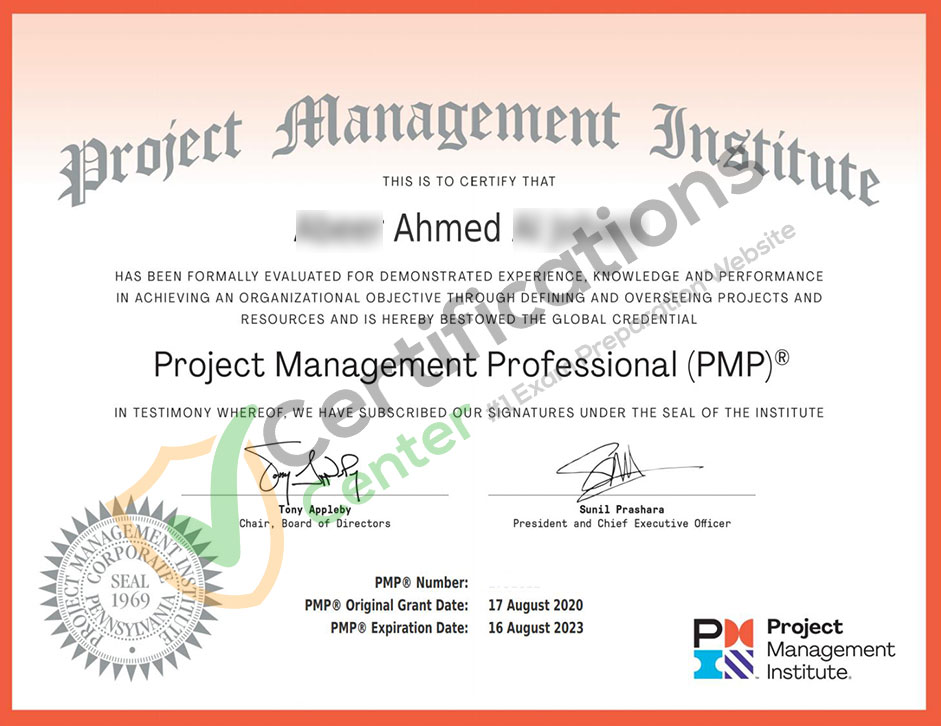 Project Management Institute
THIS IS TO CERTIFY THAT
Ahmed
HAS BEEN FORMALLY EVALUATED FOR DEMONSTRATED EXPERIENCE, KNOWLEDGE AND PERFORMANCE
IN ACHIEVING AN ORGANIZATIONAL OBJECTIVE THROUGH DEFINING AND OVERSEEING PROJECTS AND
RESOURCES AND IS HEREBY BESTOWED THE GLOBAL CREDENTIAL
Project Management Professional (PMP)®
IN TESTIMONY WHEREOF, WE HAVE SUBSCRIBED OUR SIGNATURES UNDER THE SEAL OF THE INSTITUTE
Certifications
Center
#1 Exam Preparation Website
Tony Appleby
Chair, Board of Directors
Sunil Prashara
President and Chief Executive Officer
PROJECT MANAGEMENT INSTITUTE
CORPORATE
SEAL
1969
PENNSYLVANIA
PMP® Number:
PMP® Original Grant Date: 17 August 2020
PMP® Expiration Date: 16 August 2023
Project
Management
Institute.